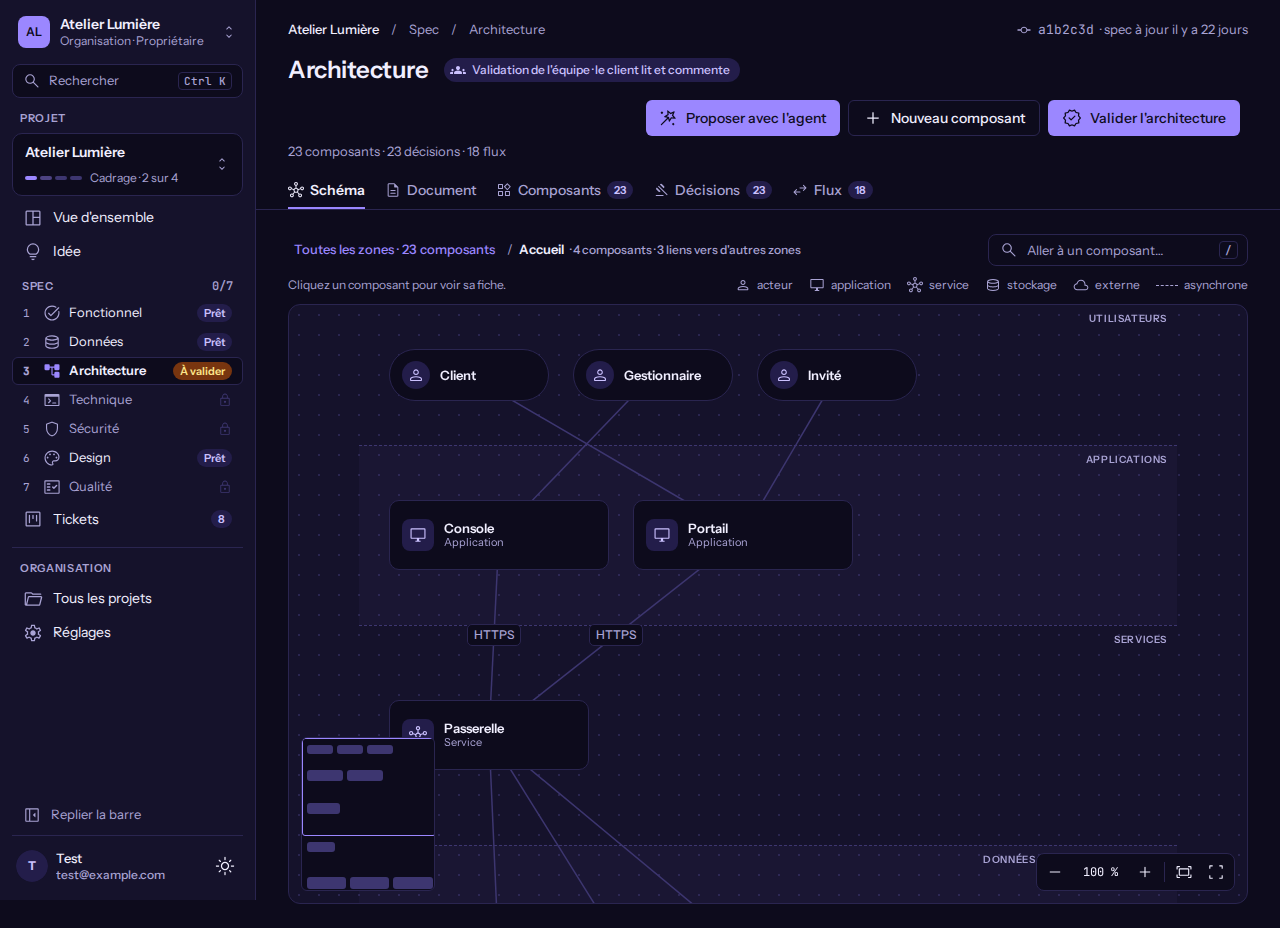 AL
Atelier Lumière
Organisation · Propriétaire
Rechercher
Ctrl K
PROJET
Atelier Lumière
Cadrage · 2 sur 4
Vue d'ensemble
Idée
SPEC 0/7
1 Fonctionnel Prêt
2 Données Prêt
3 Architecture À valider
4 Technique
5 Sécurité
6 Design Prêt
7 Qualité
Tickets 8
ORGANISATION
Tous les projets
Réglages
Replier la barre
T
Test
test@example.com
Atelier Lumière / Spec / Architecture
a1b2c3d · spec à jour il y a 22 jours
Architecture
Validation de l'équipe · le client lit et commente
Proposer avec l'agent
Nouveau composant
Valider l'architecture
23 composants · 23 décisions · 18 flux
Schéma
Document
Composants 23
Décisions 23
Flux 18
Toutes les zones · 23 composants / Accueil · 4 composants · 3 liens vers d'autres zones
Aller à un composant… /
Cliquez un composant pour voir sa fiche.
acteur
application
service
stockage
externe
asynchrone
UTILISATEURS
Client
Gestionnaire
Invité
APPLICATIONS
Console
Application
Portail
Application
HTTPS
HTTPS
SERVICES
Passerelle
Service
DONNÉES
100 %